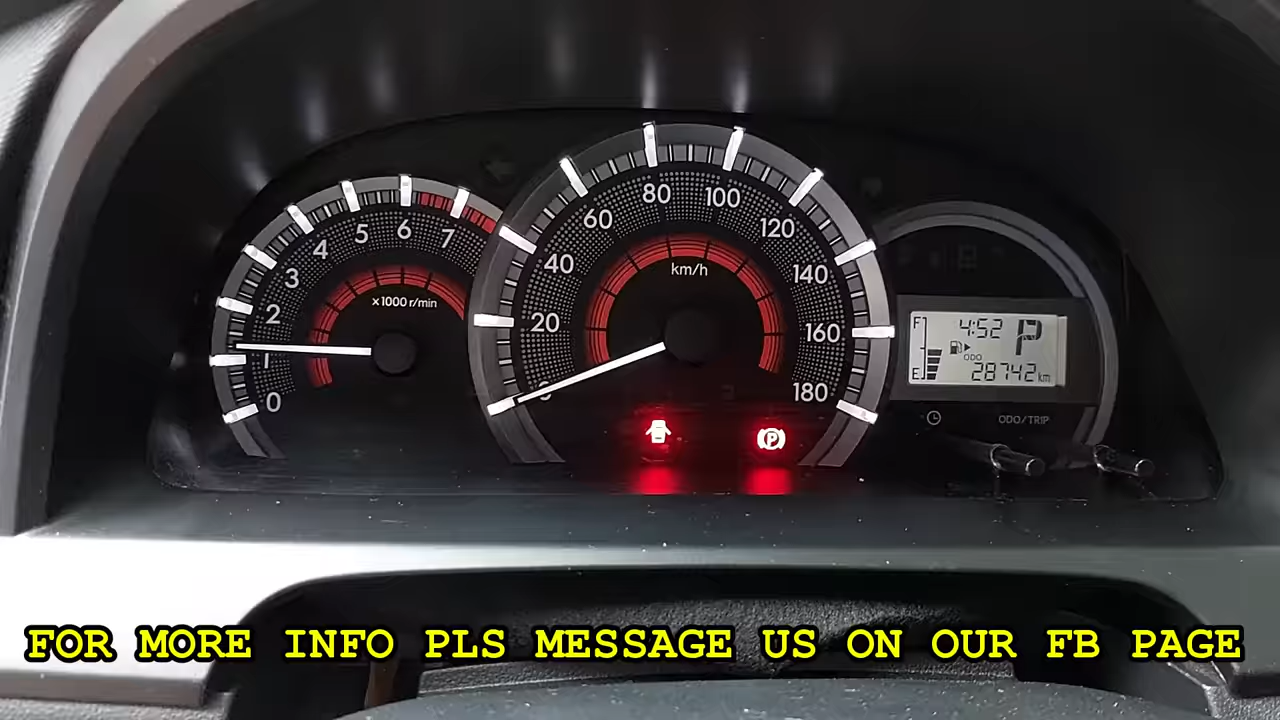 0
1
2
3
4
5
6
7
x1000 r/min
20
40
60
80
100
120
140
160
180
km/h
P
F
E
4:52
P
ODO
28742 km
ODO/TRIP
FOR MORE INFO PLS MESSAGE US ON OUR FB PAGE